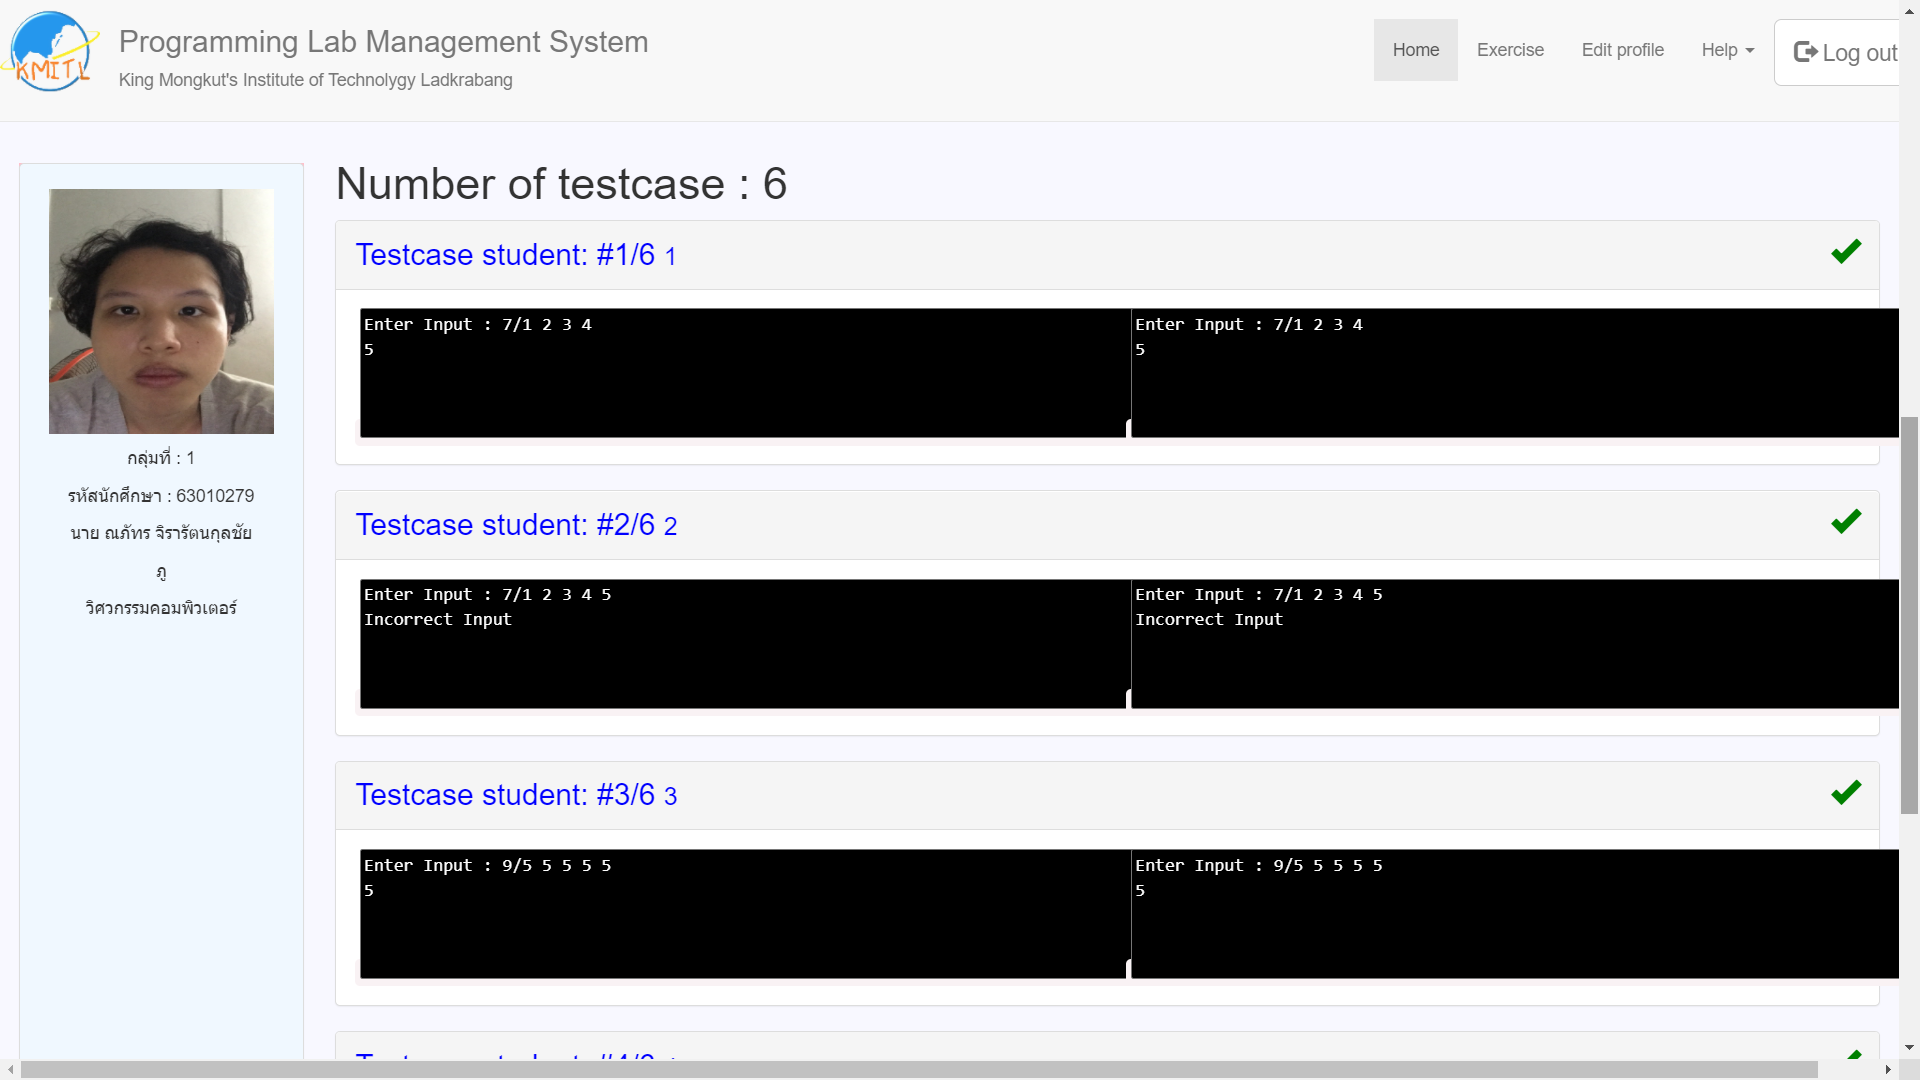 KMITL
Programming Lab Management System
King Mongkut's Institute of Technolygy Ladkrabang
Home
Exercise
Edit profile
Help
Log out
กลุ่มที่ : 1
รหัสนักศึกษา : 63010279
นาย ณภัทร จิรารัตนกุลชัย
ภู
วิศวกรรมคอมพิวเตอร์
Number of testcase : 6
Testcase student: #1/6 1
Enter Input : 7/1 2 3 4
5
Enter Input : 7/1 2 3 4
5
Testcase student: #2/6 2
Enter Input : 7/1 2 3 4 5
Incorrect Input
Enter Input : 7/1 2 3 4 5
Incorrect Input
Testcase student: #3/6 3
Enter Input : 9/5 5 5 5 5
5
Enter Input : 9/5 5 5 5 5
5